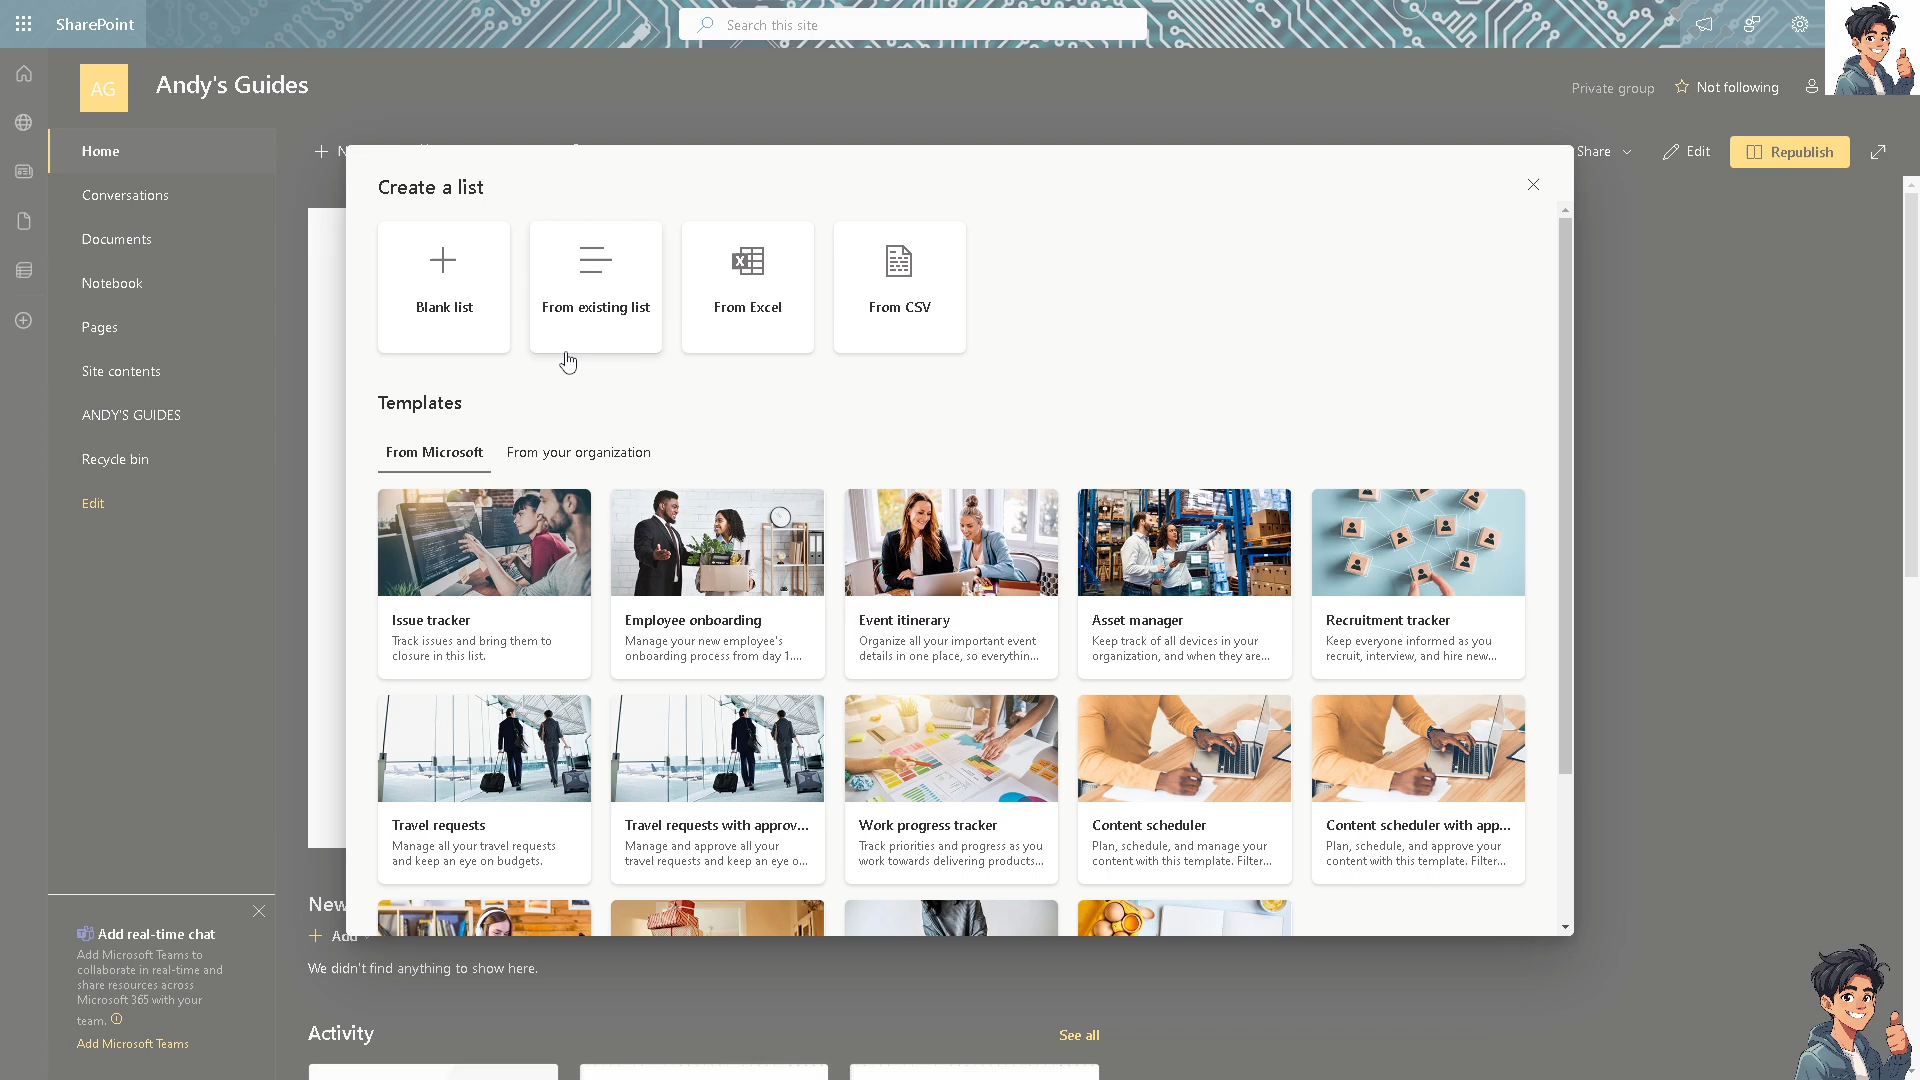 SharePoint
Search this site
AG
Andy's Guides
Private group
Not following
Home
Conversations
Documents
Notebook
Pages
Site contents
ANDY'S GUIDES
Recycle bin
Edit
Share
Edit
Republish
Create a list
Blank list
From existing list
From Excel
From CSV
Templates
From Microsoft
From your organization
Issue tracker
Track issues and bring them to
closure in this list.
Employee onboarding
Manage your new employee's
onboarding process from day 1....
Event itinerary
Organize all your important event
details in one place, so everythin...
Asset manager
Keep track of all devices in your
organization, and when they are...
Recruitment tracker
Keep everyone informed as you
recruit, interview, and hire new...
Travel requests
Manage all your travel requests
and keep an eye on budgets.
Travel requests with approv...
Manage and approve all your
travel requests and keep an eye o...
Work progress tracker
Track priorities and progress as you
work towards delivering products...
Content scheduler
Plan, schedule, and manage your
content with this template. Filter...
Content scheduler with app...
Plan, schedule, and approve your
content with this template. Filter...
New
Add
We didn't find anything to show here.
Activity
See all
Add real-time chat
Add Microsoft Teams to
collaborate in real-time and
share resources across
Microsoft 365 with your
team.
Add Microsoft Teams